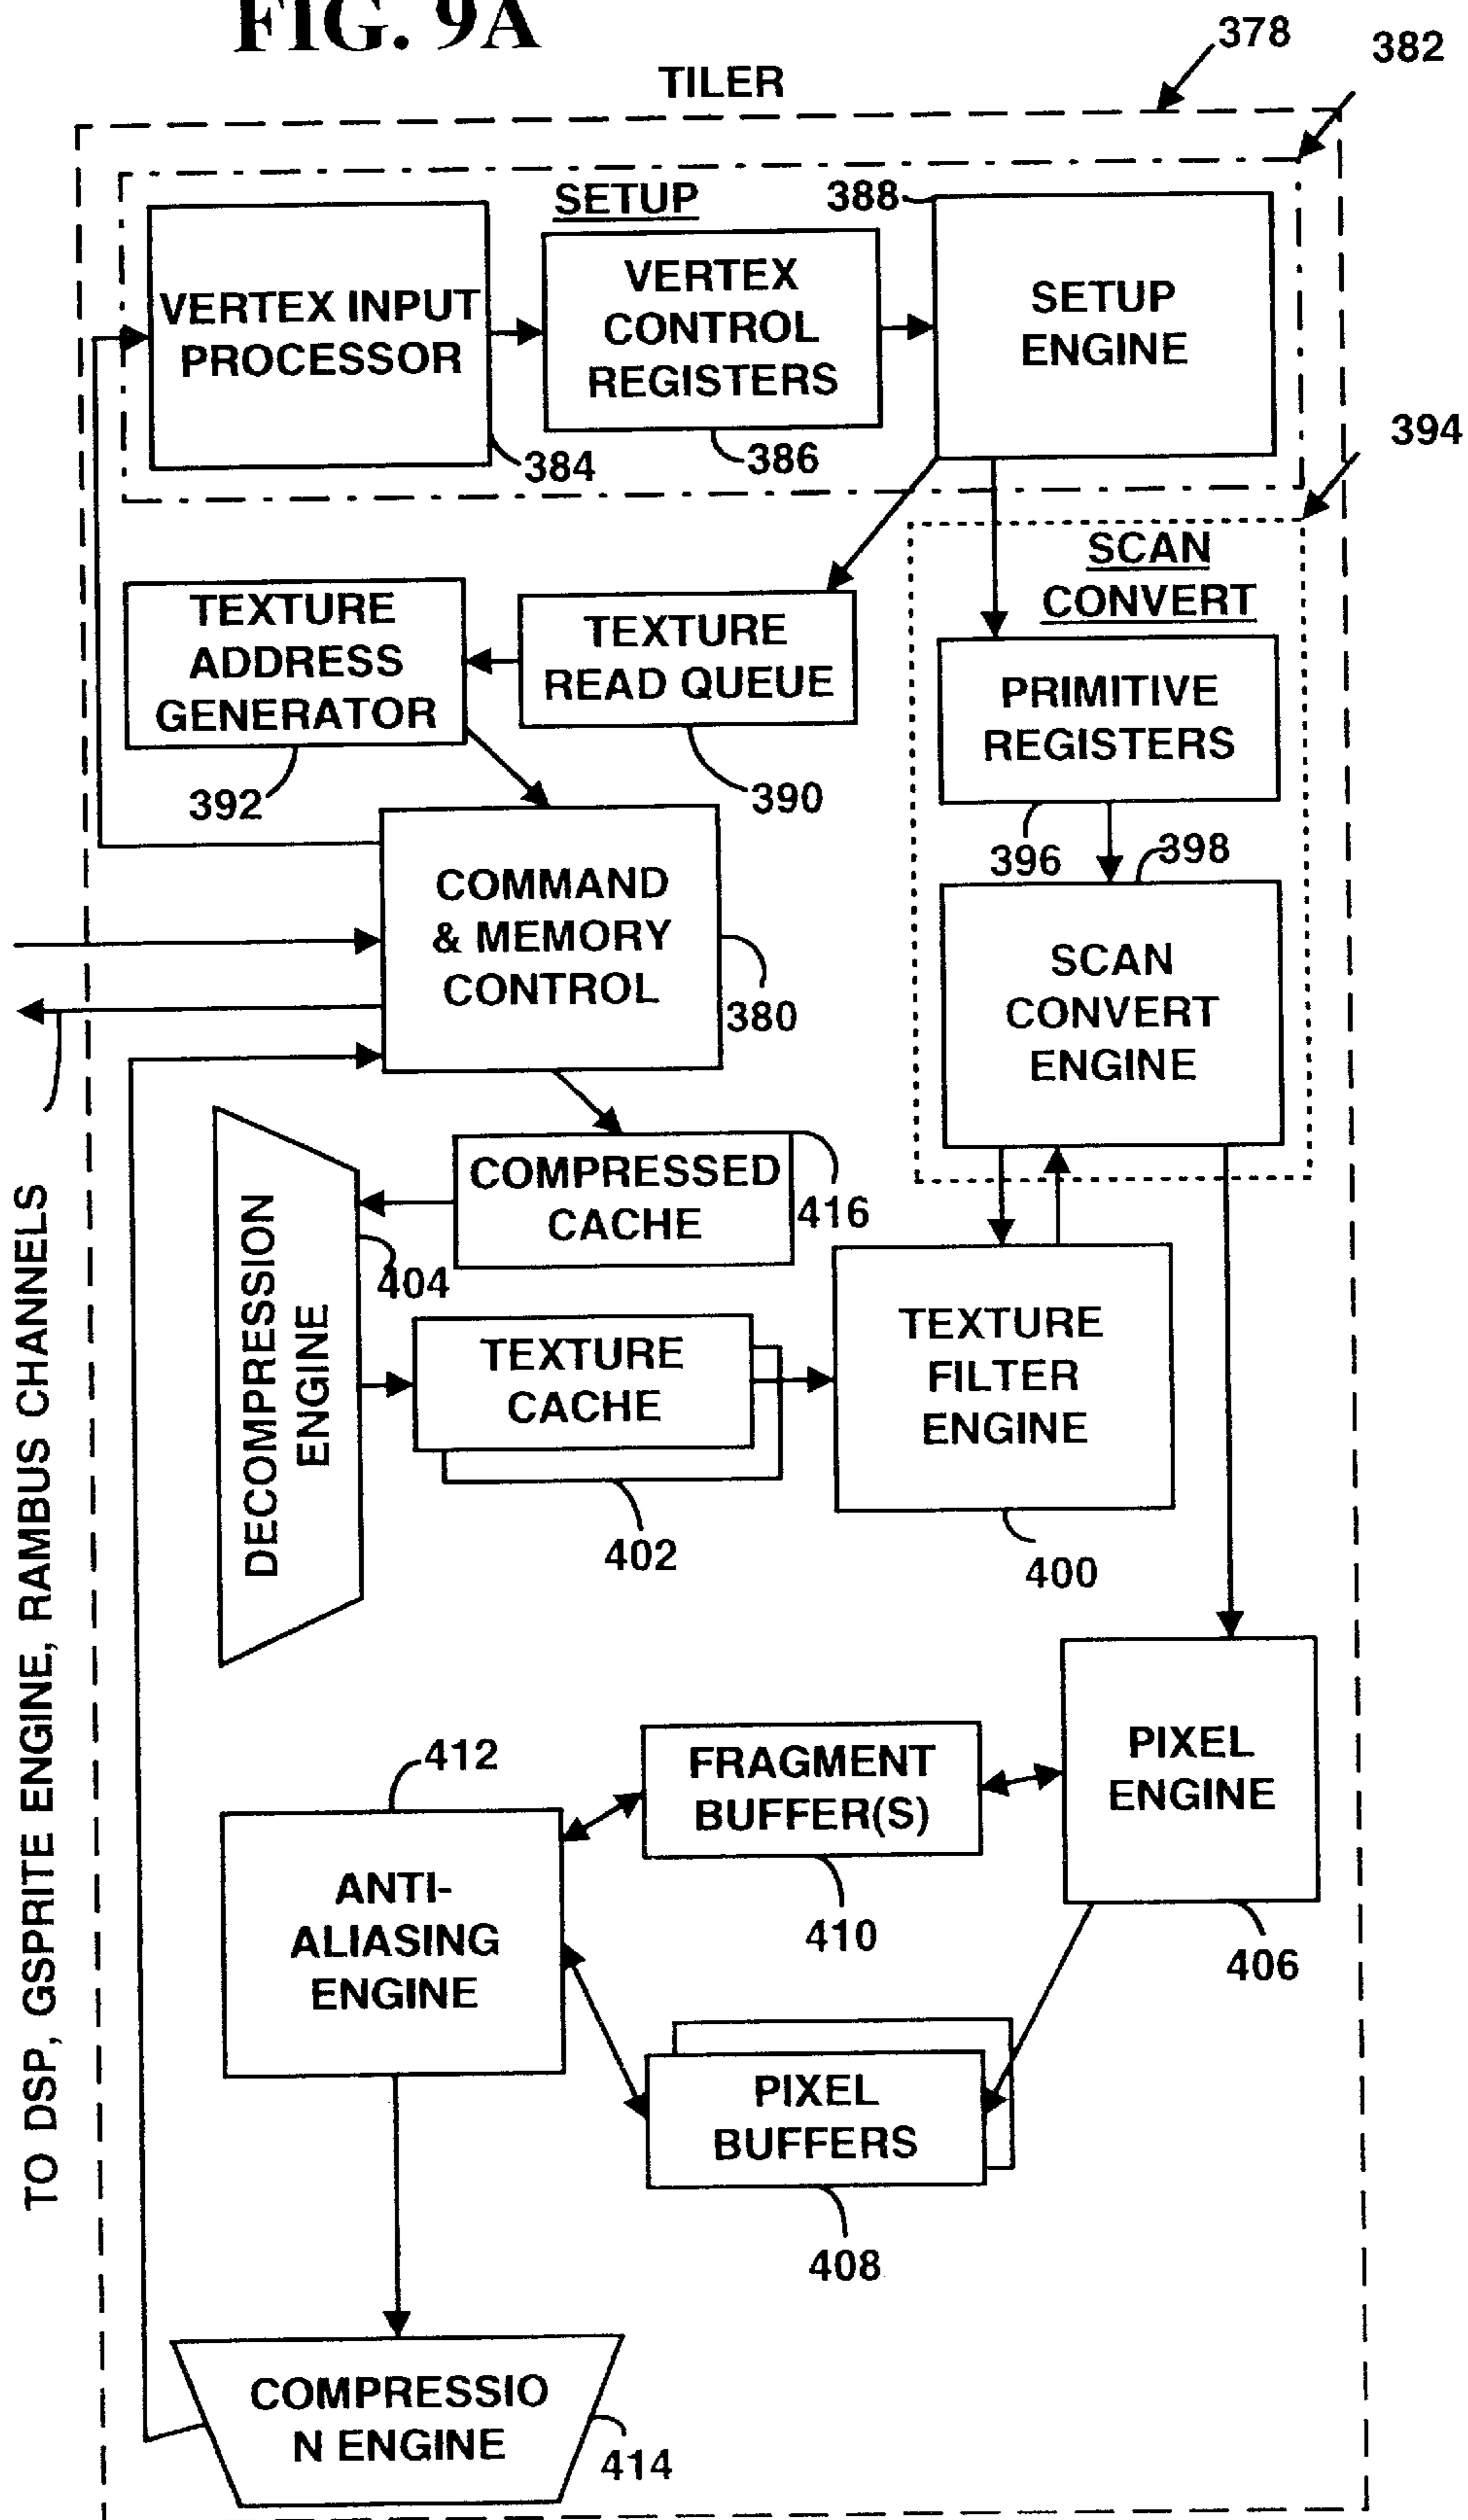 FIG. 9A
378
382
TILER
SETUP
388
VERTEX INPUT
PROCESSOR
VERTEX
CONTROL
REGISTERS
SETUP
ENGINE
384
386
394
SCAN
CONVERT
TEXTURE
ADDRESS
GENERATOR
TEXTURE
READ QUEUE
PRIMITIVE
REGISTERS
392
390
396
398
COMMAND
& MEMORY
CONTROL
380
SCAN
CONVERT
ENGINE
COMPRESSED
CACHE
416
404
DECOMPRESSION
ENGINE
TEXTURE
CACHE
402
TEXTURE
FILTER
ENGINE
400
TO DSP, GSPRITE ENGINE, RAMBUS CHANNELS
PIXEL
ENGINE
406
FRAGMENT
BUFFER(S)
410
412
ANTI-
ALIASING
ENGINE
PIXEL
BUFFERS
408
COMPRESSIO
N ENGINE
414